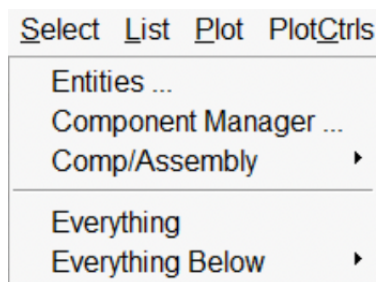 Select List Plot PlotCtrls
Entities ...
Component Manager ...
Comp/Assembly
Everything
Everything Below